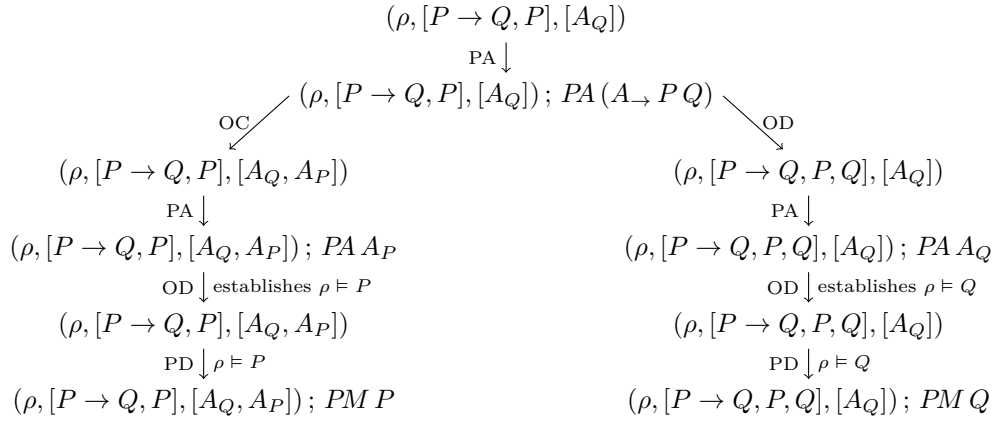 (ρ, [P → Q, P], [A_Q])
PA
(ρ, [P → Q, P], [A_Q]) ; PA (A_→ P Q)
OC OD
(ρ, [P → Q, P], [A_Q, A_P]) (ρ, [P → Q, P, Q], [A_Q])
PA PA
(ρ, [P → Q, P], [A_Q, A_P]) ; PA A_P (ρ, [P → Q, P, Q], [A_Q]) ; PA A_Q
OD establishes ρ ⊨ P OD establishes ρ ⊨ Q
(ρ, [P → Q, P], [A_Q, A_P]) (ρ, [P → Q, P, Q], [A_Q])
PD ρ ⊨ P PD ρ ⊨ Q
(ρ, [P → Q, P], [A_Q, A_P]) ; PM P (ρ, [P → Q, P, Q], [A_Q]) ; PM Q